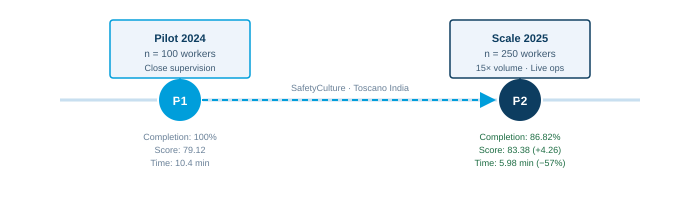 Pilot 2024
n = 100 workers
Close supervision
Scale 2025
n = 250 workers
15× volume · Live ops
SafetyCulture · Toscano India
P1
P2
Completion: 100%
Score: 79.12
Time: 10.4 min
Completion: 86.82%
Score: 83.38 (+4.26)
Time: 5.98 min (−57%)